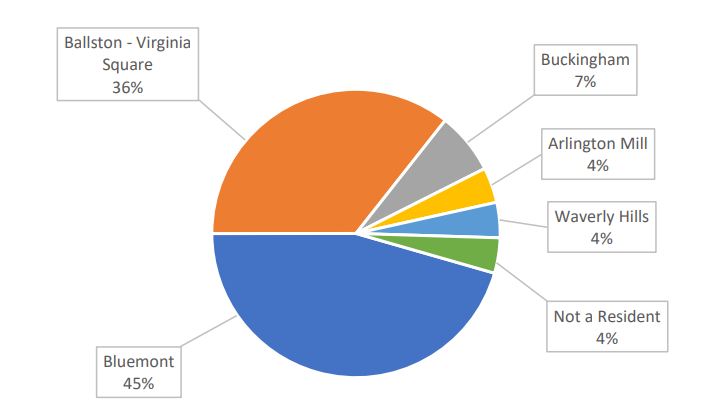 Ballston - Virginia
Square
36%
Buckingham
7%
Arlington Mill
4%
Waverly Hills
4%
Not a Resident
4%
Bluemont
45%